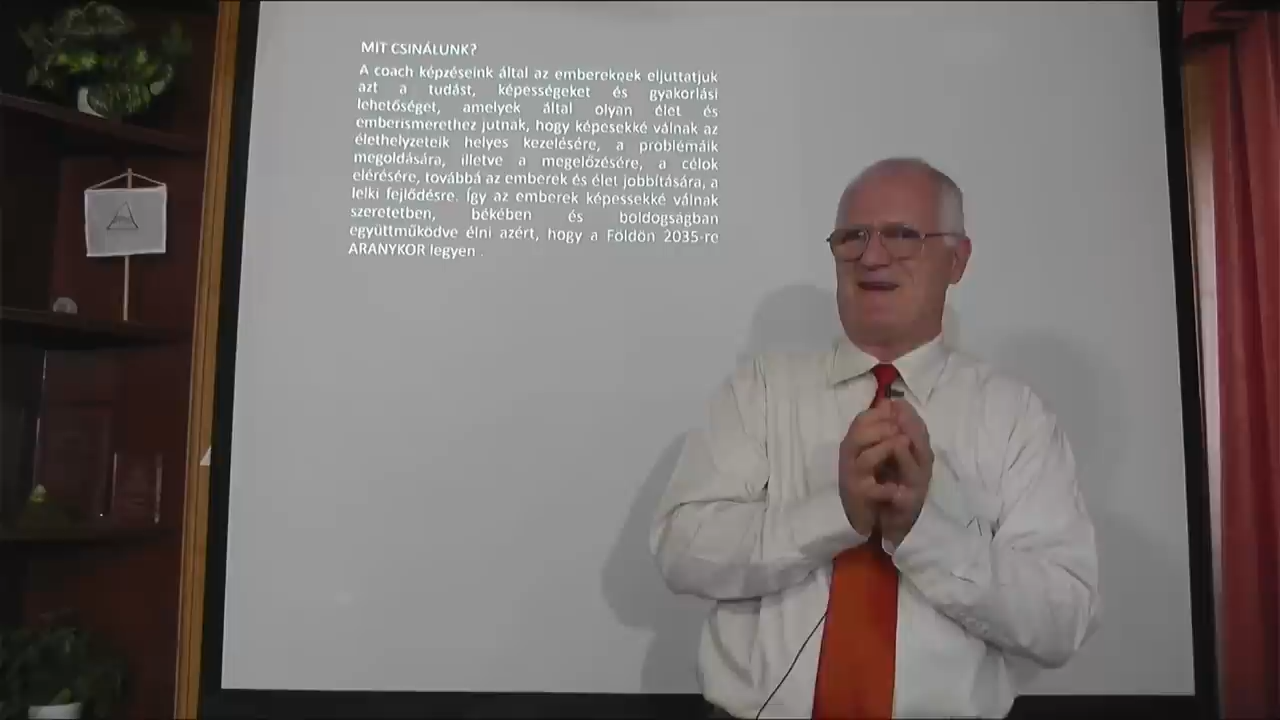 MIT CSINÁLUNK?
A coach képzéseink által az embereknek eljuttatjuk
azt a tudást, képességeket és gyakorlási
lehetőséget, amelyek által olyan élet és
emberismerethez jutnak, hogy képesekké válnak az
élethelyzeteik helyes kezelésére, a problémáik
megoldására, illetve a megelőzésére, a célok
elérésére, továbbá az emberek és élet jobbítására, a
lelki fejlődésre. Így az emberek képessekké válnak
szeretetben, békében és boldogságban
együttműködve élni azért, hogy a Földön 2035-re
ARANYKOR legyen .